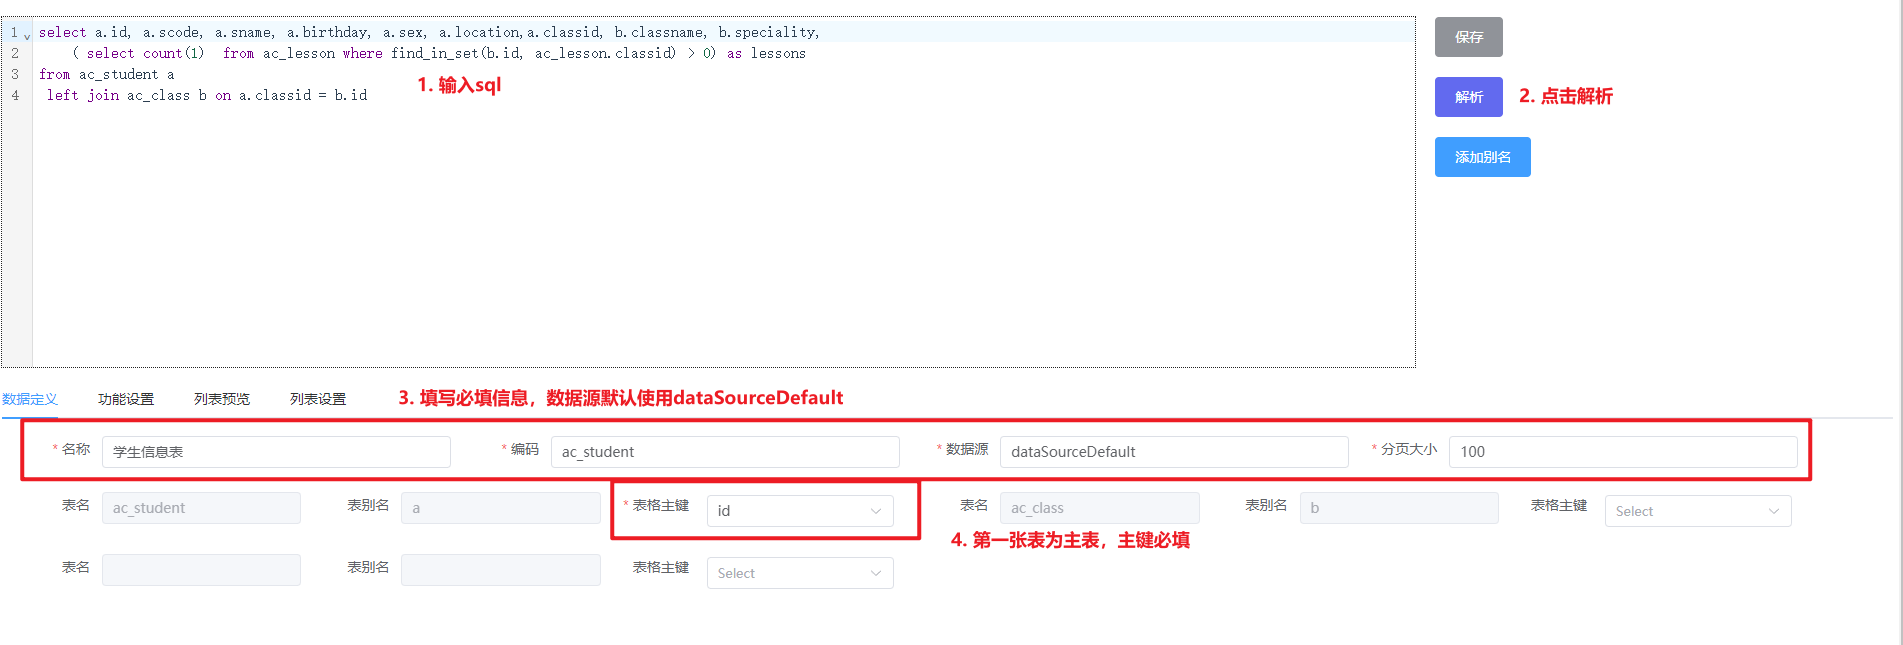 1 select a.id, a.scode, a.sname, a.birthday, a.sex, a.location,a.classid, b.classname, b.speciality,
2 ( select count(1)  from ac_lesson where find_in_set(b.id, ac_lesson.classid) > 0) as lessons
3 from ac_student a
4 left join ac_class b on a.classid = b.id
1. 输入sql
保存
解析
2. 点击解析
添加别名
数据定义 功能设置 列表预览 列表设置
3. 填写必填信息，数据源默认使用dataSourceDefault
* 名称 学生信息表 * 编码 ac_student * 数据源 dataSourceDefault * 分页大小 100
表名 ac_student 表别名 a * 表格主键 id 表名 ac_class 表别名 b 表格主键 Select
4. 第一张表为主表，主键必填
表名 表别名 表格主键 Select